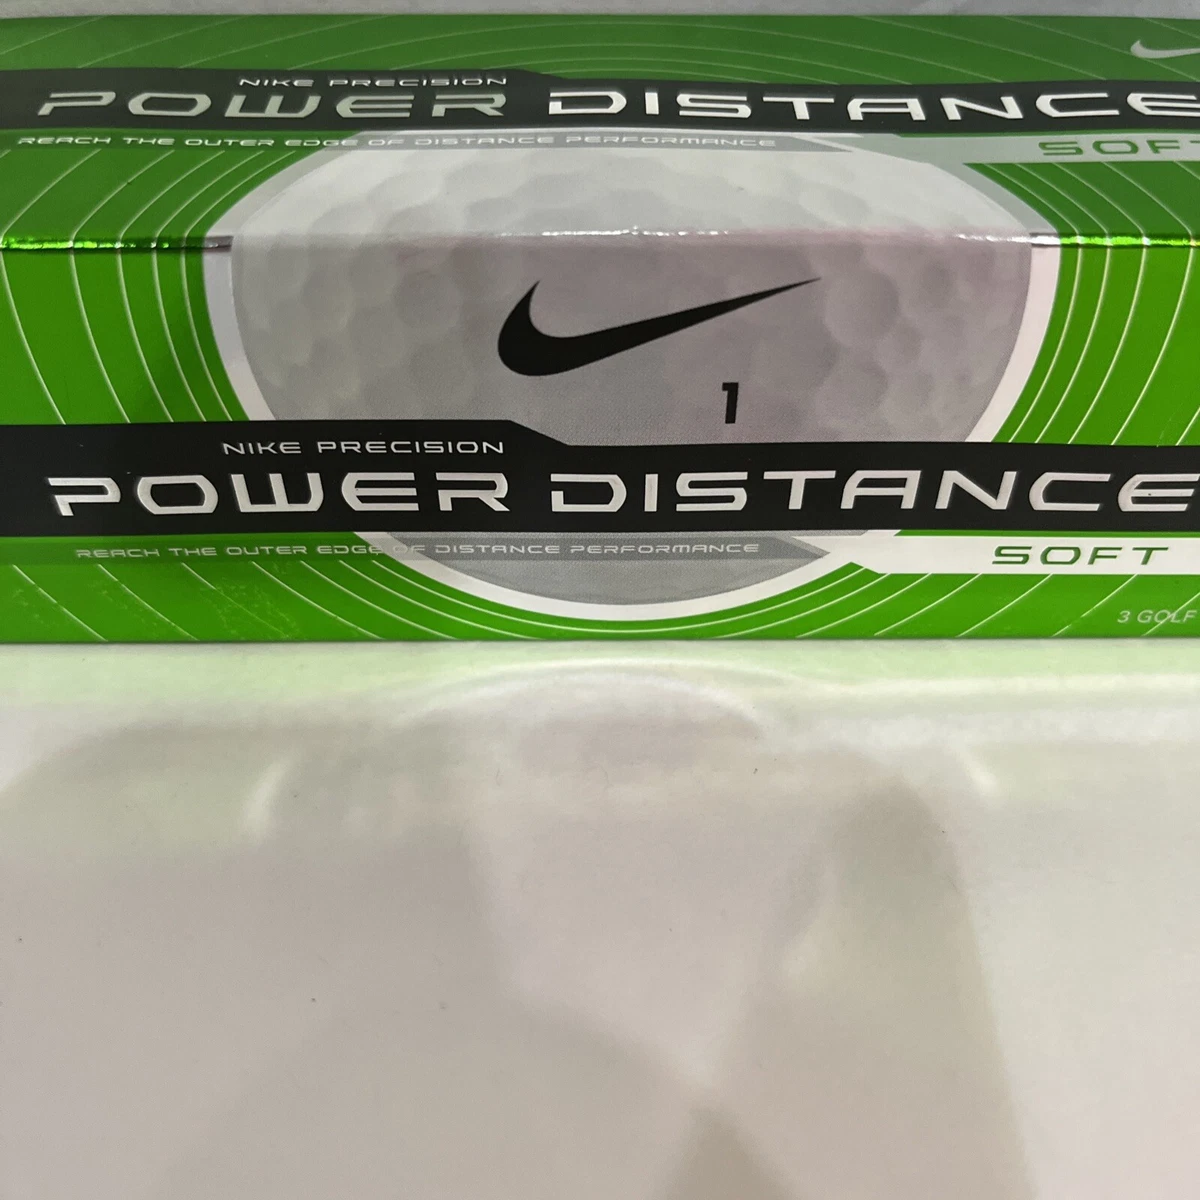 NIKE PRECISION
POWER DISTANCE
REACH THE OUTER EDGE OF DISTANCE PERFORMANCE
SOFT
1
NIKE PRECISION
POWER DISTANCE
REACH THE OUTER EDGE OF DISTANCE PERFORMANCE
SOFT
3 GOLF